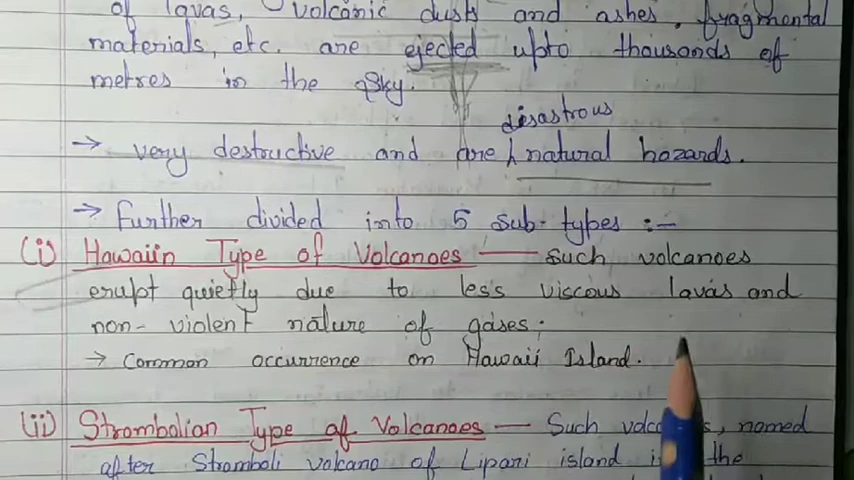 of lavas, volcanic dusts and ashes, fragmental
materials, etc. are ejected upto thousands of
metres in the sky.
disastrous
→ very destructive and are natural hazards.
→ Further divided into 5 sub-types :-
(i) Hawaiin Type of Volcanoes — such volcanoes
erupt quietly due to less viscous lavas and
non-violent nature of gases.
→ Common occurrence on Hawaii Island.
(ii) Strombolian Type of Volcanoes — Such, named
after Stromboli volcano of Lipari island the